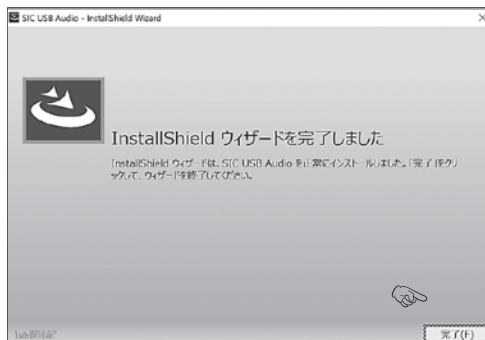 SIC USB Audio - InstallShield Wizard
InstallShield ウィザードを完了しました
InstallShield ウィザードは、SIC USB Audio を正常にインストールしました。「完了」をクリ
ックして、ウィザードを終了してください。
完了(F)